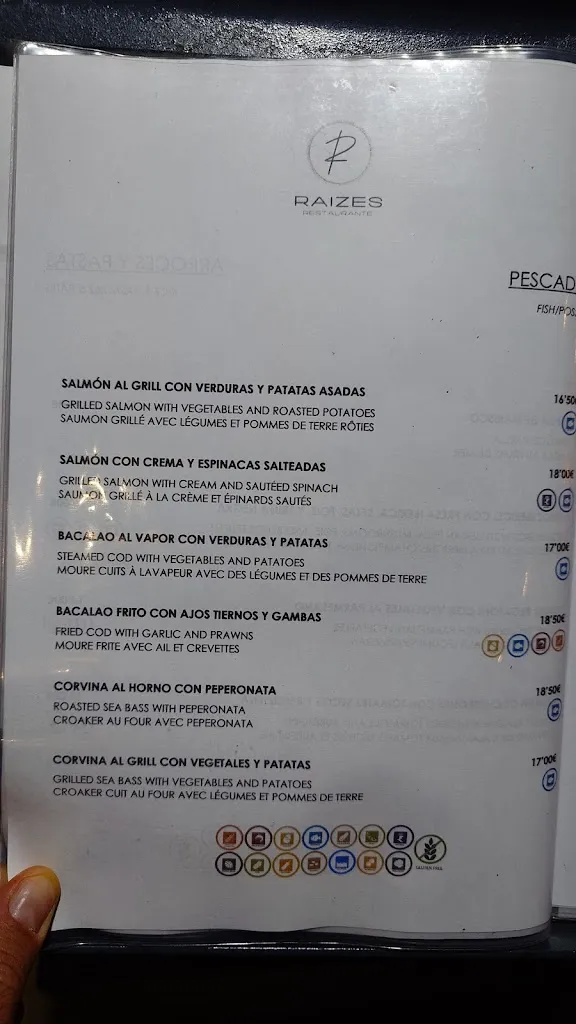 R
RAIZES
RESTAURANTE
PESCAD
FISH/POIS
SALMÓN AL GRILL CON VERDURAS Y PATATAS ASADAS 16'50
GRILLED SALMON WITH VEGETABLES AND ROASTED POTATOES
SAUMON GRILLÉ AVEC LÉGUMES ET POMMES DE TERRE RÔTIES
SALMÓN CON CREMA Y ESPINACAS SALTEADAS 18'00€
GRILLED SALMON WITH CREAM AND SAUTÉED SPINACH
SAUMON GRILLÉ À LA CRÈME ET ÉPINARDS SAUTÉS
BACALAO AL VAPOR CON VERDURAS Y PATATAS 17'00€
STEAMED COD WITH VEGETABLES AND PATATOES
MOURE CUITS À LAVAPEUR AVEC DES LÉGUMES ET DES POMMES DE TERRE
BACALAO FRITO CON AJOS TIERNOS Y GAMBAS 18'50€
FRIED COD WITH GARLIC AND PRAWNS
MOURE FRITE AVEC AIL ET CREVETTES
CORVINA AL HORNO CON PEPERONATA 18'50€
ROASTED SEA BASS WITH PEPERONATA
CROAKER AU FOUR AVEC PEPERONATA
CORVINA AL GRILL CON VEGETALES Y PATATAS 17'00€
GRILLED SEA BASS WITH VEGETABLES AND PATATOES
CROAKER CUIT AU FOUR AVEC LÉGUMES ET POMMES DE TERRE